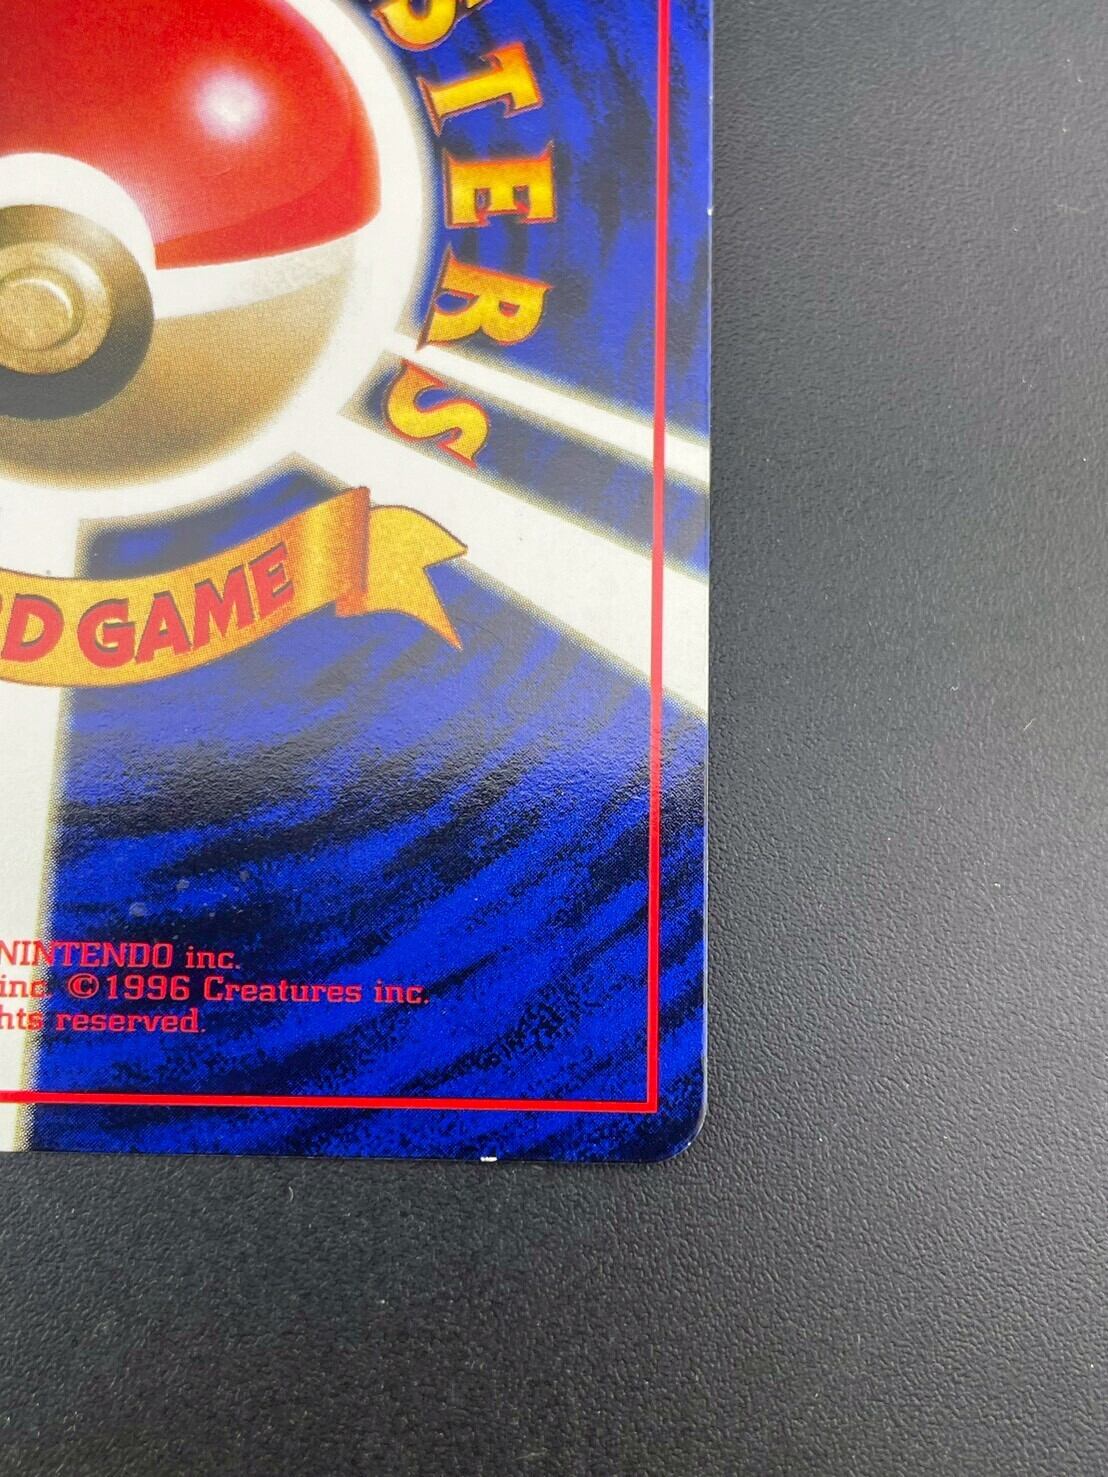 STERS
D GAME
NINTENDO inc.
inc. ©1996 Creatures inc.
hts reserved.